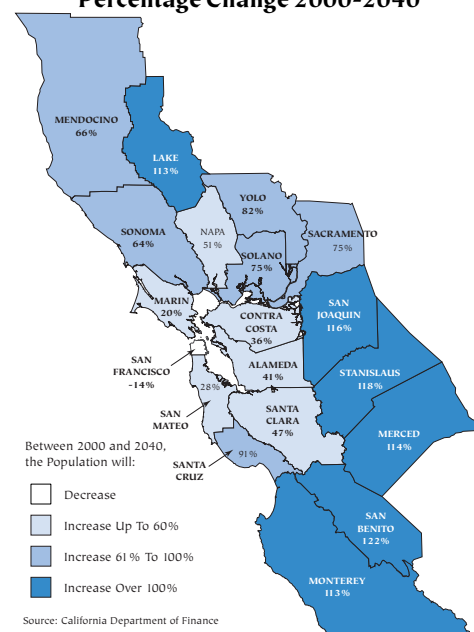 Percentage Change 2000-2040
MENDOCINO
66%
LAKE
113%
YOLO
82%
SONOMA
64%
NAPA
51%
SACRAMENTO
75%
SOLANO
75%
MARIN
20%
CONTRA
COSTA
36%
SAN
JOAQUIN
116%
SAN
FRANCISCO
-14%
ALAMEDA
41%
STANISLAUS
118%
28%
SAN
MATEO
SANTA
CLARA
47%
MERCED
114%
Between 2000 and 2040,
the Population will:
SANTA
CRUZ
91%
Decrease
Increase Up To 60%
Increase 61% To 100%
Increase Over 100%
SAN
BENITO
122%
MONTEREY
113%
Source: California Department of Finance